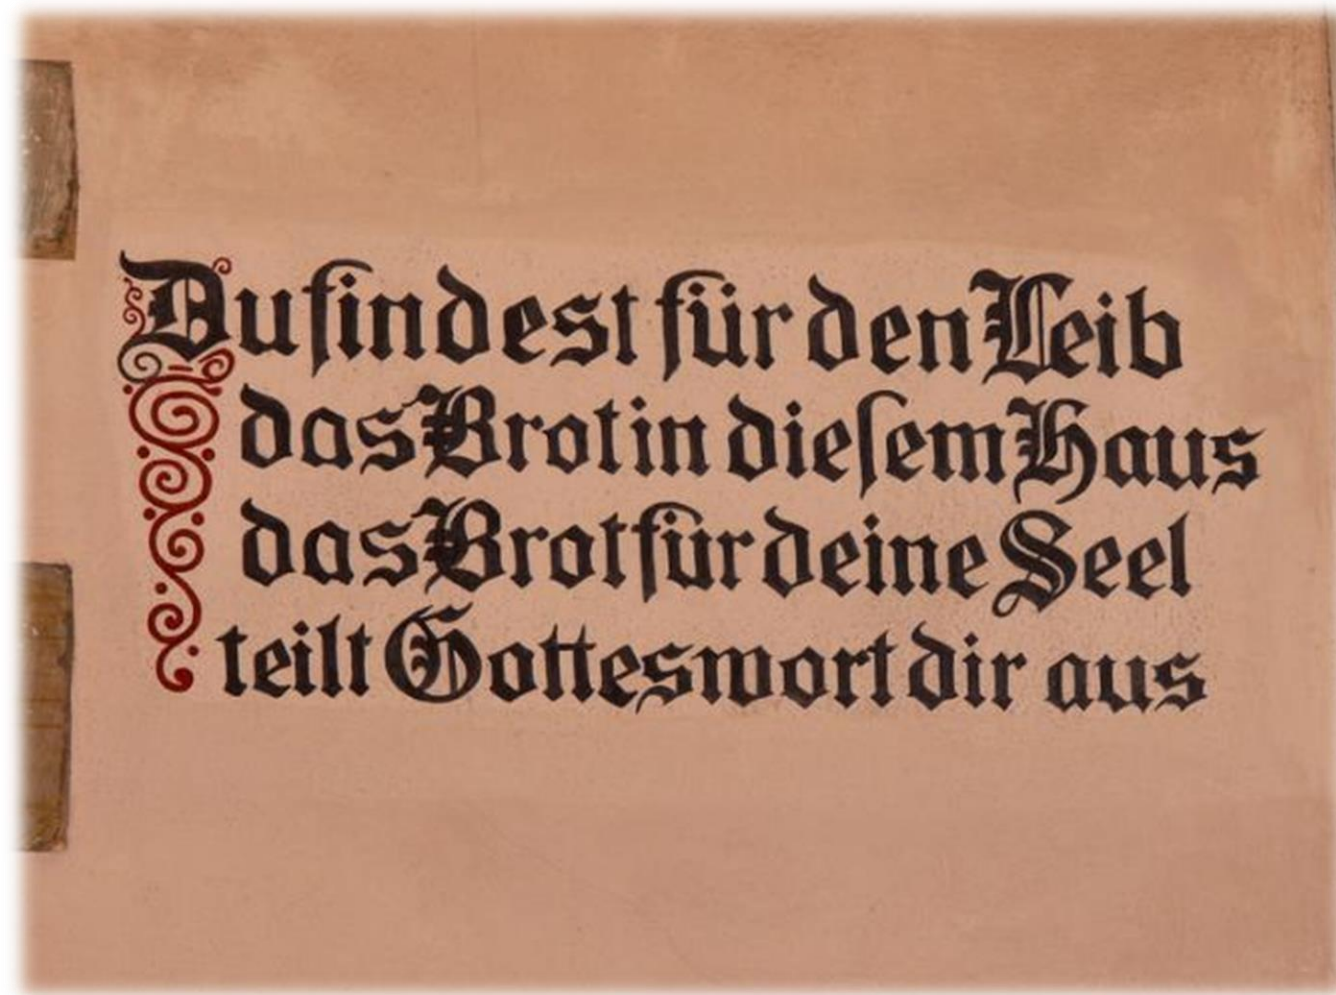 Du findest für den Leib
das Brot in dieſem Haus
das Brot für deine Seel
teilt Gotteswort dir aus